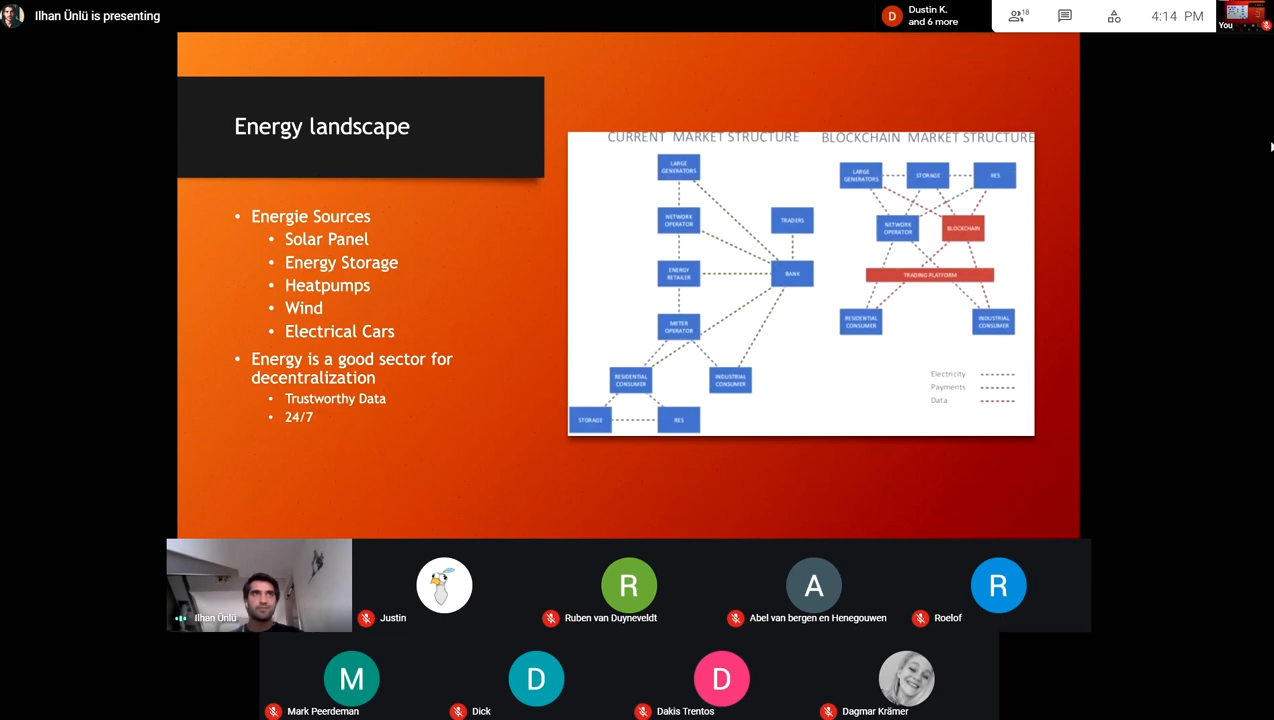 Ilhan Ünlü is presenting
D
Dustin K.
and 6 more
18
4:14 PM
You
Energy landscape
• Energie Sources
• Solar Panel
• Energy Storage
• Heatpumps
• Wind
• Electrical Cars
• Energy is a good sector for
decentralization
• Trustworthy Data
• 24/7
CURRENT MARKET STRUCTURE
LARGE
GENERATORS
NETWORK
OPERATOR
TRADERS
ENERGY
RETAILER
BANK
METER
OPERATOR
RESIDENTIAL
CONSUMER
INDUSTRIAL
CONSUMER
STORAGE
RES
BLOCKCHAIN MARKET STRUCTURE
LARGE
GENERATORS
STORAGE
RES
NETWORK
OPERATOR
BLOCKCHAIN
TRADING PLATFORM
RESIDENTIAL
CONSUMER
INDUSTRIAL
CONSUMER
Electricity
Payments
Data
Ilhan Ünlü
Justin
R
Ruben van Duyneveldt
A
Abel van bergen en Henegouwen
R
Roelof
M
Mark Peerdeman
D
Dick
D
Dakis Trentos
Dagmar Krämer